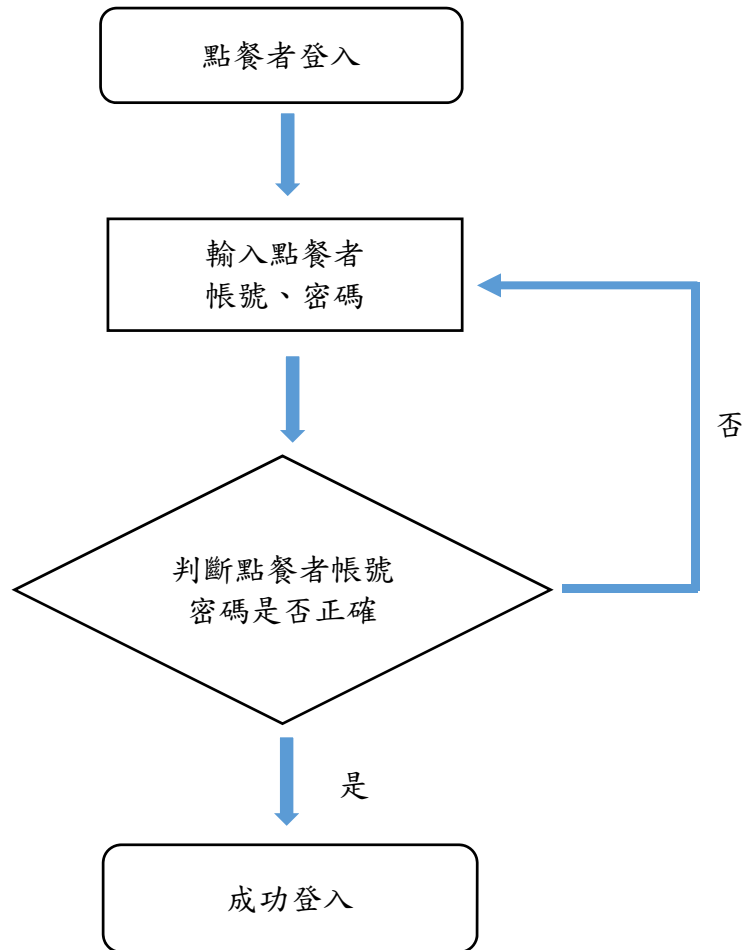 點餐者登入
輸入點餐者
帳號、密碼
否
判斷點餐者帳號
密碼是否正確
是
成功登入